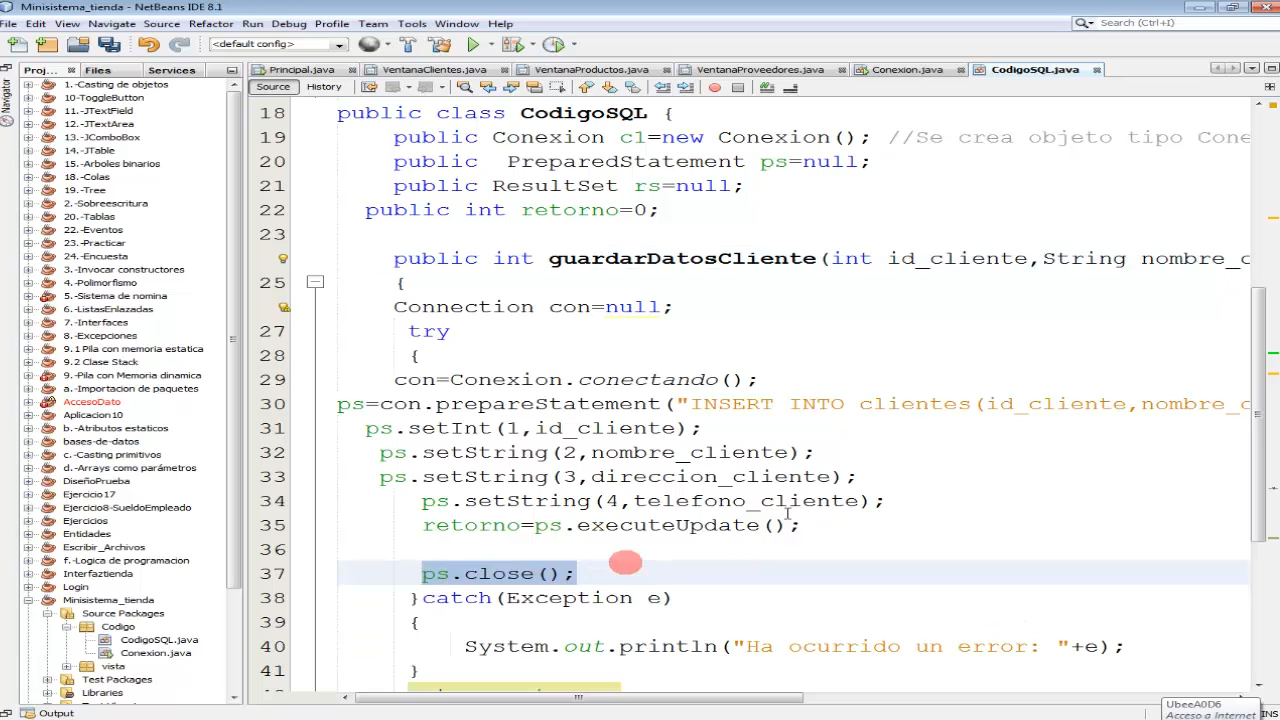 Minisistema_tienda - NetBeans IDE 8.1
File Edit View Navigate Source Refactor Run Debug Profile Team Tools Window Help
Search (Ctrl+I)
<default config>
Proj... Files Services
Principal.java VentanaClientes.java VentanaProductos.java VentanaProveedores.java Conexion.java CodigoSQL.java
Source History
Navigator
1.-Casting de objetos
10-ToggleButton
11.-JTextField
12.-JTextArea
13.-JComboBox
14.-JTable
15.-Arboles binarios
18.-Colas
19.-Tree
2.-Sobreescritura
20.-Tablas
22.-Eventos
23.-Practicar
24.-Encuesta
3.-Invocar constructores
4.-Polimorfismo
5.-Sistema de nomina
6.-ListasEnlazadas
7.-Interfaces
8.-Excepciones
9.1 Pila con memoria estatica
9.2 Clase Stack
9.-Pila con Memoria dinamica
a.-Importacion de paquetes
AccesoDato
Aplicacion10
b.-Atributos estaticos
bases-de-datos
c.-Casting primitivos
d.-Arrays como parámetros
DiseñoPrueba
Ejercicio17
Ejercicio8-SueldoEmpleado
Ejercicios
Entidades
Escribir_Archivos
f.-Logica de programacion
Interfaztienda
Login
Minisistema_tienda
Source Packages
Codigo
CodigoSQL.java
Conexion.java
vista
Test Packages
Libraries
18 public class CodigoSQL {
19 public Conexion c1=new Conexion(); //Se crea objeto tipo Cone
20 public PreparedStatement ps=null;
21 public ResultSet rs=null;
22 public int retorno=0;
23
public int guardarDatosCliente(int id_cliente,String nombre_c
25 {
Connection con=null;
27 try
28 {
29 con=Conexion.conectando();
30 ps=con.prepareStatement("INSERT INTO clientes(id_cliente,nombre_c
31 ps.setInt(1,id_cliente);
32 ps.setString(2,nombre_cliente);
33 ps.setString(3,direccion_cliente);
34 ps.setString(4,telefono_cliente);
35 retorno=ps.executeUpdate();
36
37 ps.close();
38 }catch(Exception e)
39 {
40 System.out.println("Ha ocurrido un error: "+e);
41 }
Output
UbeeA0D6
Acceso a Internet
INS